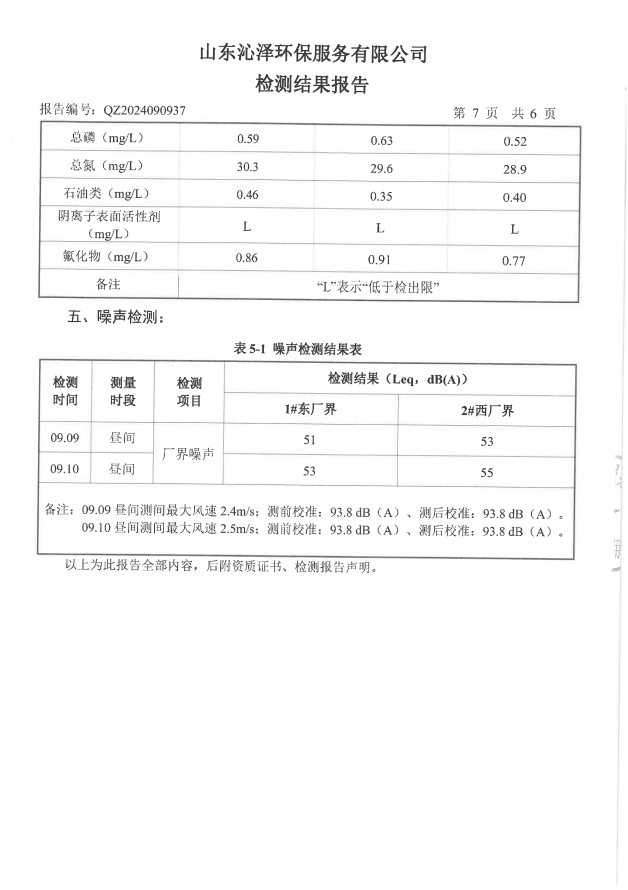 山东沁泽环保服务有限公司
检测结果报告
报告编号：QZ2024090937 第 7 页 共 6 页
总磷（mg/L） 0.59 0.63 0.52
总氮（mg/L） 30.3 29.6 28.9
石油类（mg/L） 0.46 0.35 0.40
阴离子表面活性剂
（mg/L） L L L
氟化物（mg/L） 0.86 0.91 0.77
备注 “L”表示“低于检出限”
五、噪声检测：
表 5-1 噪声检测结果表
检测时间 测量时段 检测项目 检测结果（Leq，dB(A)）
1#东厂界 2#西厂界
09.09 昼间 厂界噪声 51 53
09.10 昼间 53 55
备注：09.09 昼间测间最大风速 2.4m/s；测前校准：93.8 dB（A）、测后校准：93.8 dB（A）。
09.10 昼间测间最大风速 2.5m/s；测前校准：93.8 dB（A）、测后校准：93.8 dB（A）。
以上为此报告全部内容，后附资质证书、检测报告声明。